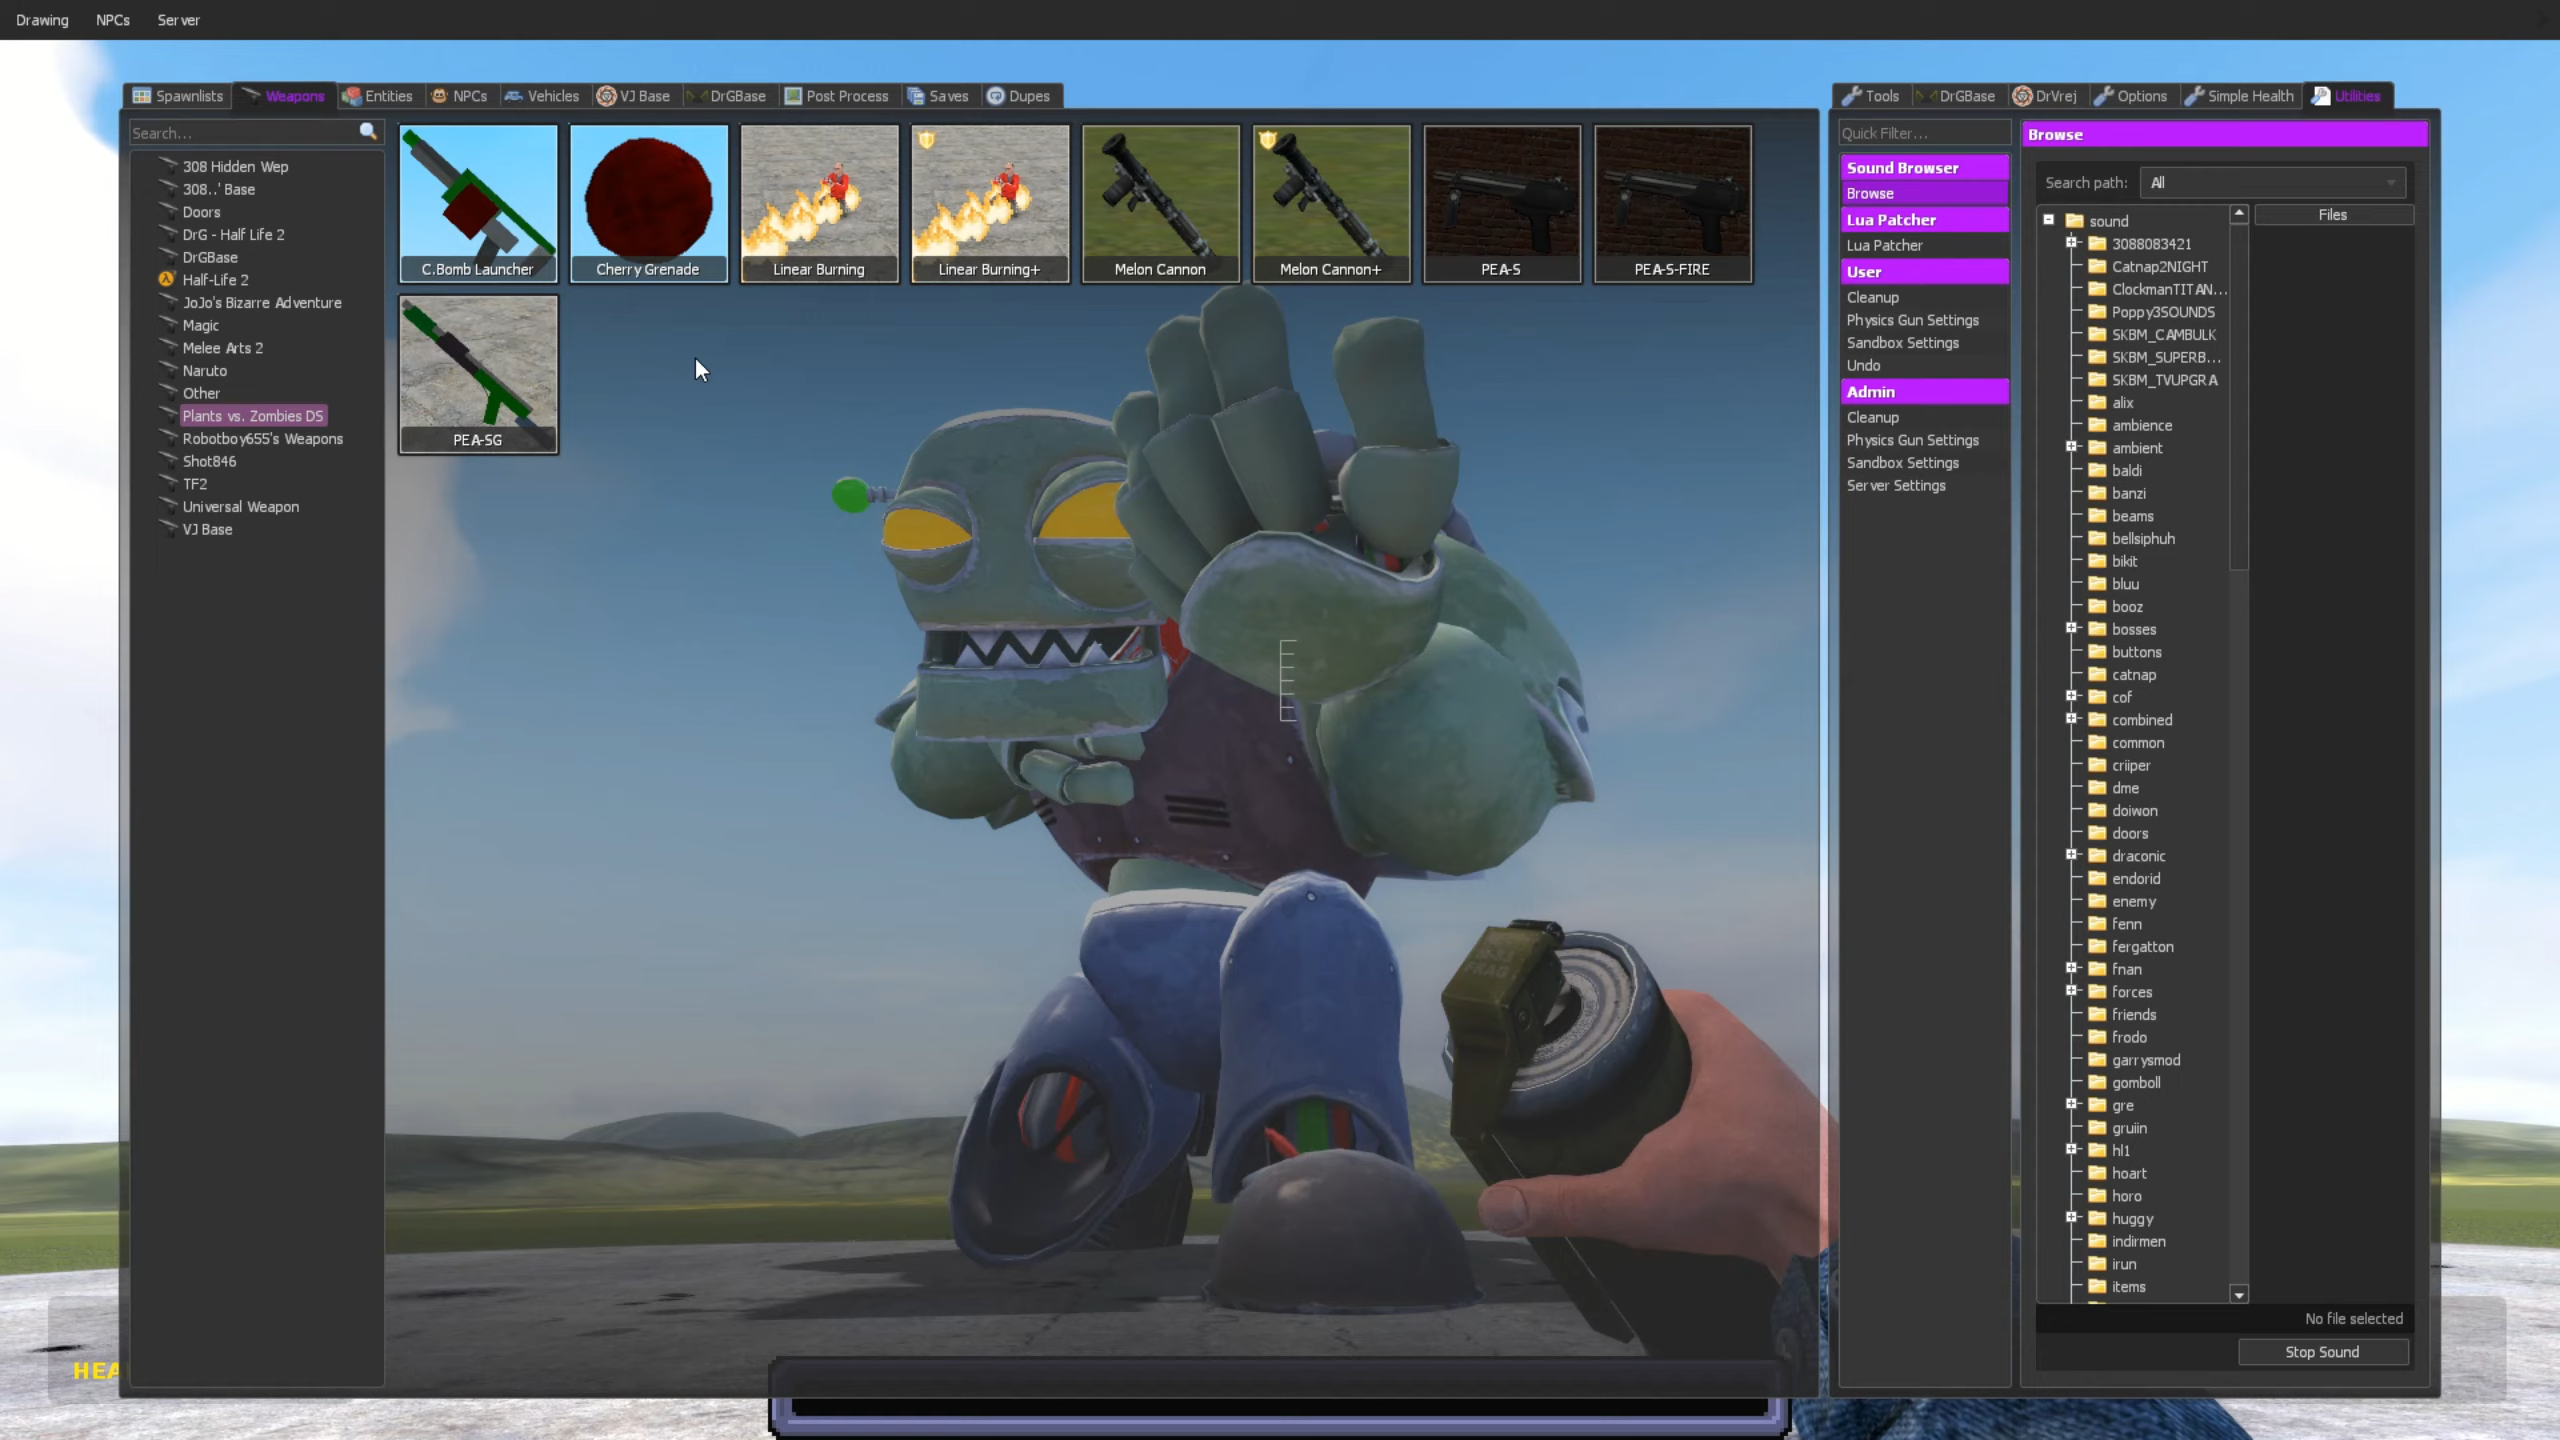 Drawing NPCs Server
Spawnlists Weapons Entities NPCs Vehicles VJ Base DrGBase Post Process Saves Dupes
Search...
308 Hidden Wep
308..' Base
Doors
DrG - Half Life 2
DrGBase
Half-Life 2
JoJo's Bizarre Adventure
Magic
Melee Arts 2
Naruto
Other
Plants vs. Zombies DS
Robotboy655's Weapons
Shot846
TF2
Universal Weapon
VJ Base
C.Bomb Launcher
Cherry Grenade
Linear Burning
Linear Burning+
Melon Cannon
Melon Cannon+
PEA-S
PEA-S-FIRE
PEA-SG
FRAG
HEA
Tools DrGBase DrVrej Options Simple Health Utilities
Quick Filter...
Sound Browser
Browse
Lua Patcher
Lua Patcher
User
Cleanup
Physics Gun Settings
Sandbox Settings
Undo
Admin
Cleanup
Physics Gun Settings
Sandbox Settings
Server Settings
Browse
Search path: All
Files
sound
3088083421
Catnap2NIGHT
ClockmanTITAN...
Poppy3SOUNDS
SKBM_CAMBULK
SKBM_SUPERB...
SKBM_TVUPGRA
alix
ambience
ambient
baldi
banzi
beams
bellsiphuh
bikit
bluu
booz
bosses
buttons
catnap
cof
combined
common
criiper
dme
doiwon
doors
draconic
endorid
enemy
fenn
fergatton
fnan
forces
friends
frodo
garrysmod
gomboll
gre
gruiin
hl1
hoart
horo
huggy
indirmen
irun
items
No file selected
Stop Sound